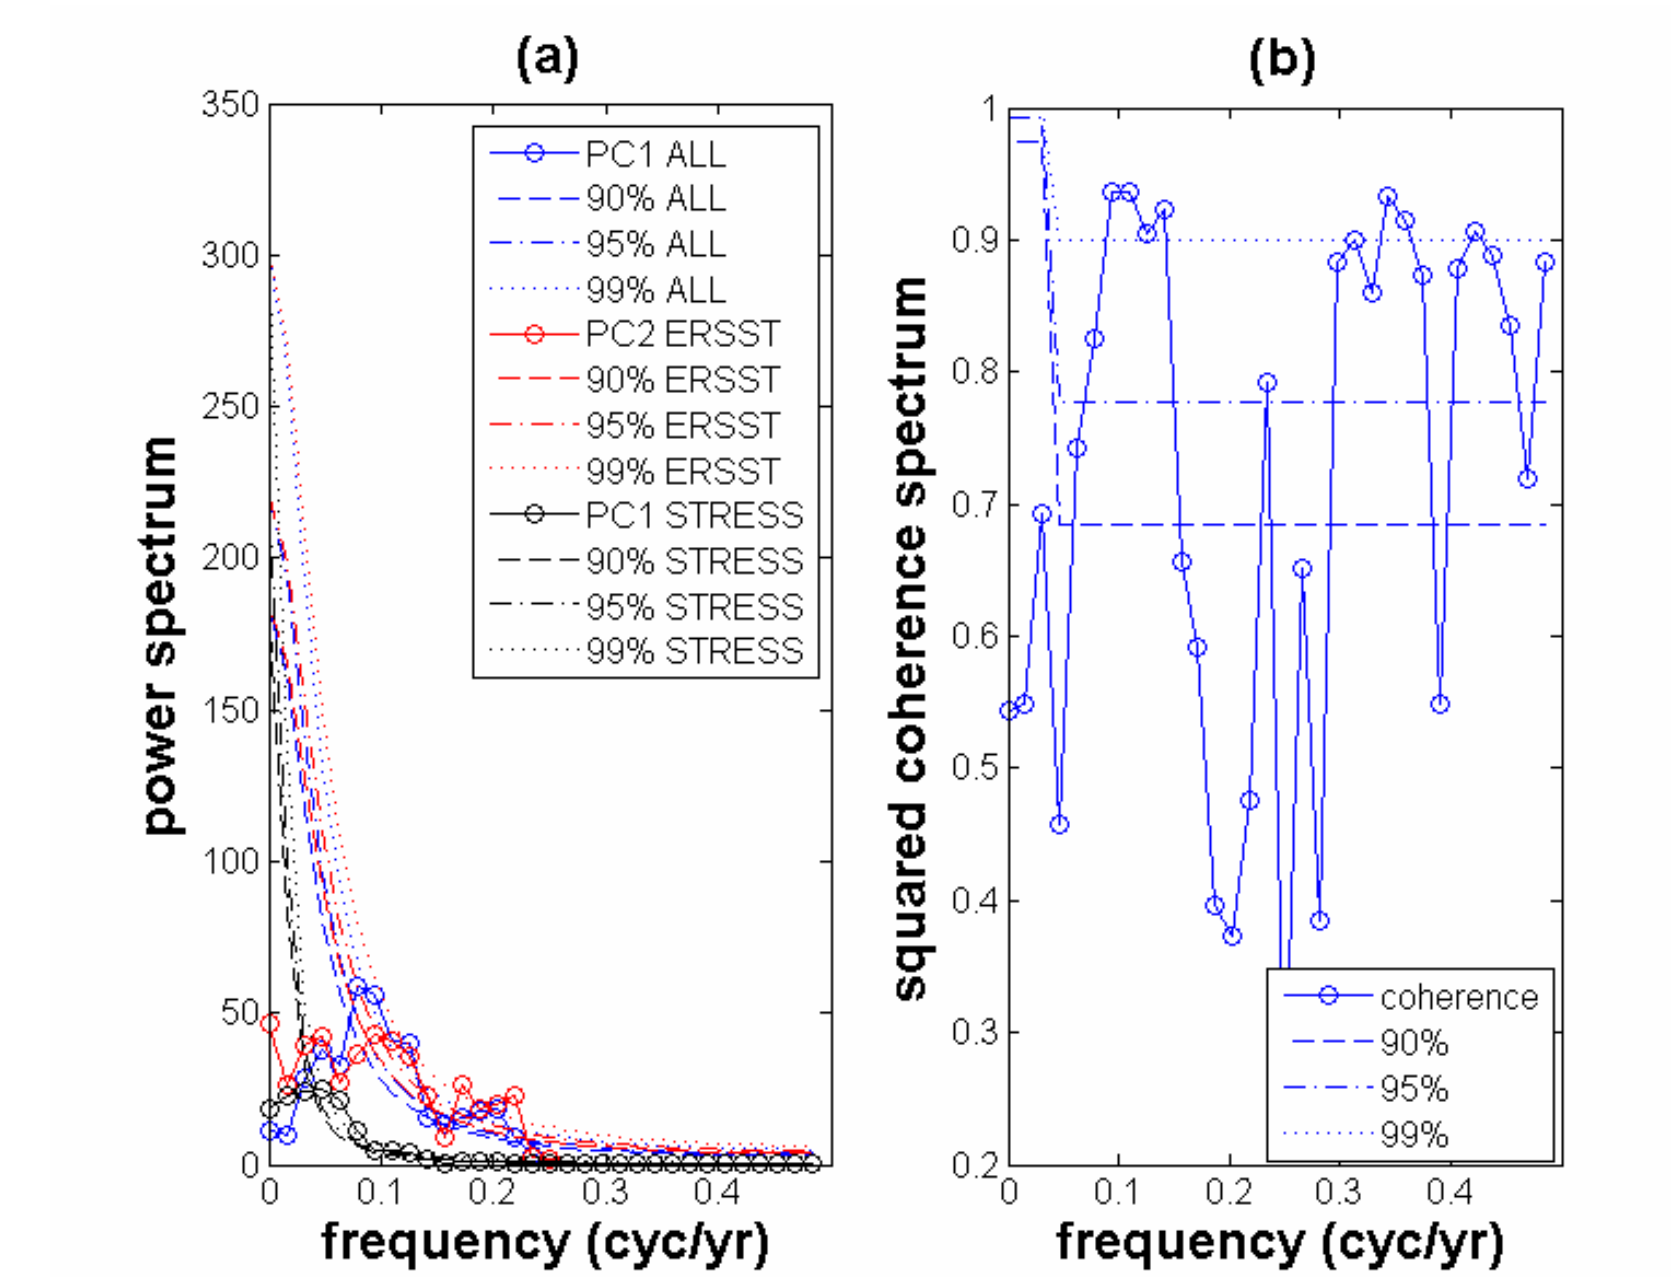 (a)
350
300
250
200
150
100
50
0
0
0.1
0.2
0.3
0.4
power spectrum
frequency (cyc/yr)
PC1 ALL
90% ALL
95% ALL
99% ALL
PC2 ERSST
90% ERSST
95% ERSST
99% ERSST
PC1 STRESS
90% STRESS
95% STRESS
99% STRESS
(b)
1
0.9
0.8
0.7
0.6
0.5
0.4
0.3
0.2
0
0.1
0.2
0.3
0.4
squared coherence spectrum
frequency (cyc/yr)
coherence
90%
95%
99%